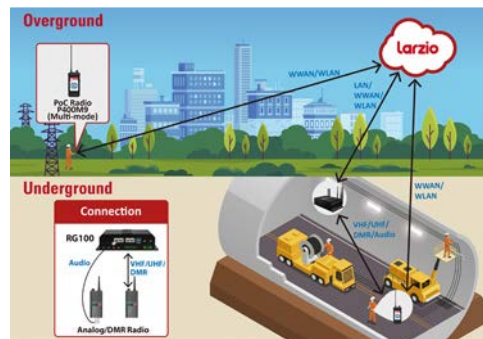 Overground
PoC Radio
P400M9
(Multi-mode)
larzio
WWAN/WLAN
LAN/
WWAN/
WLAN
Underground
WWAN/
WLAN
Connection
RG100
Audio
VHF/UHF/
DMR
Analog/DMR Radio
VHF/UHF/
DMR/Audio